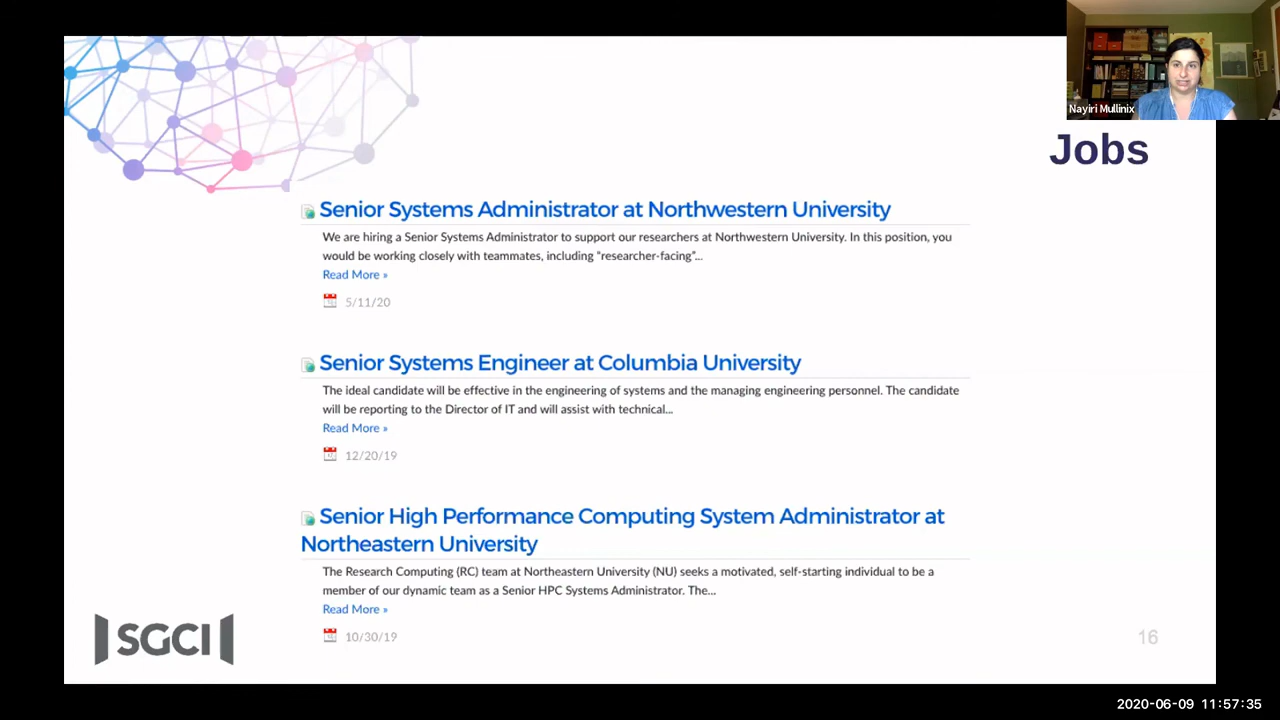 Nayiri Mullinix
Jobs
Senior Systems Administrator at Northwestern University
We are hiring a Senior Systems Administrator to support our researchers at Northwestern University. In this position, you
would be working closely with teammates, including “researcher-facing”...
Read More »
5/11/20
Senior Systems Engineer at Columbia University
The ideal candidate will be effective in the engineering of systems and the managing engineering personnel. The candidate
will be reporting to the Director of IT and will assist with technical...
Read More »
12/20/19
Senior High Performance Computing System Administrator at
Northeastern University
The Research Computing (RC) team at Northeastern University (NU) seeks a motivated, self-starting individual to be a
member of our dynamic team as a Senior HPC Systems Administrator. The...
Read More »
10/30/19
SGCI
16
2020-06-09 11:57:35